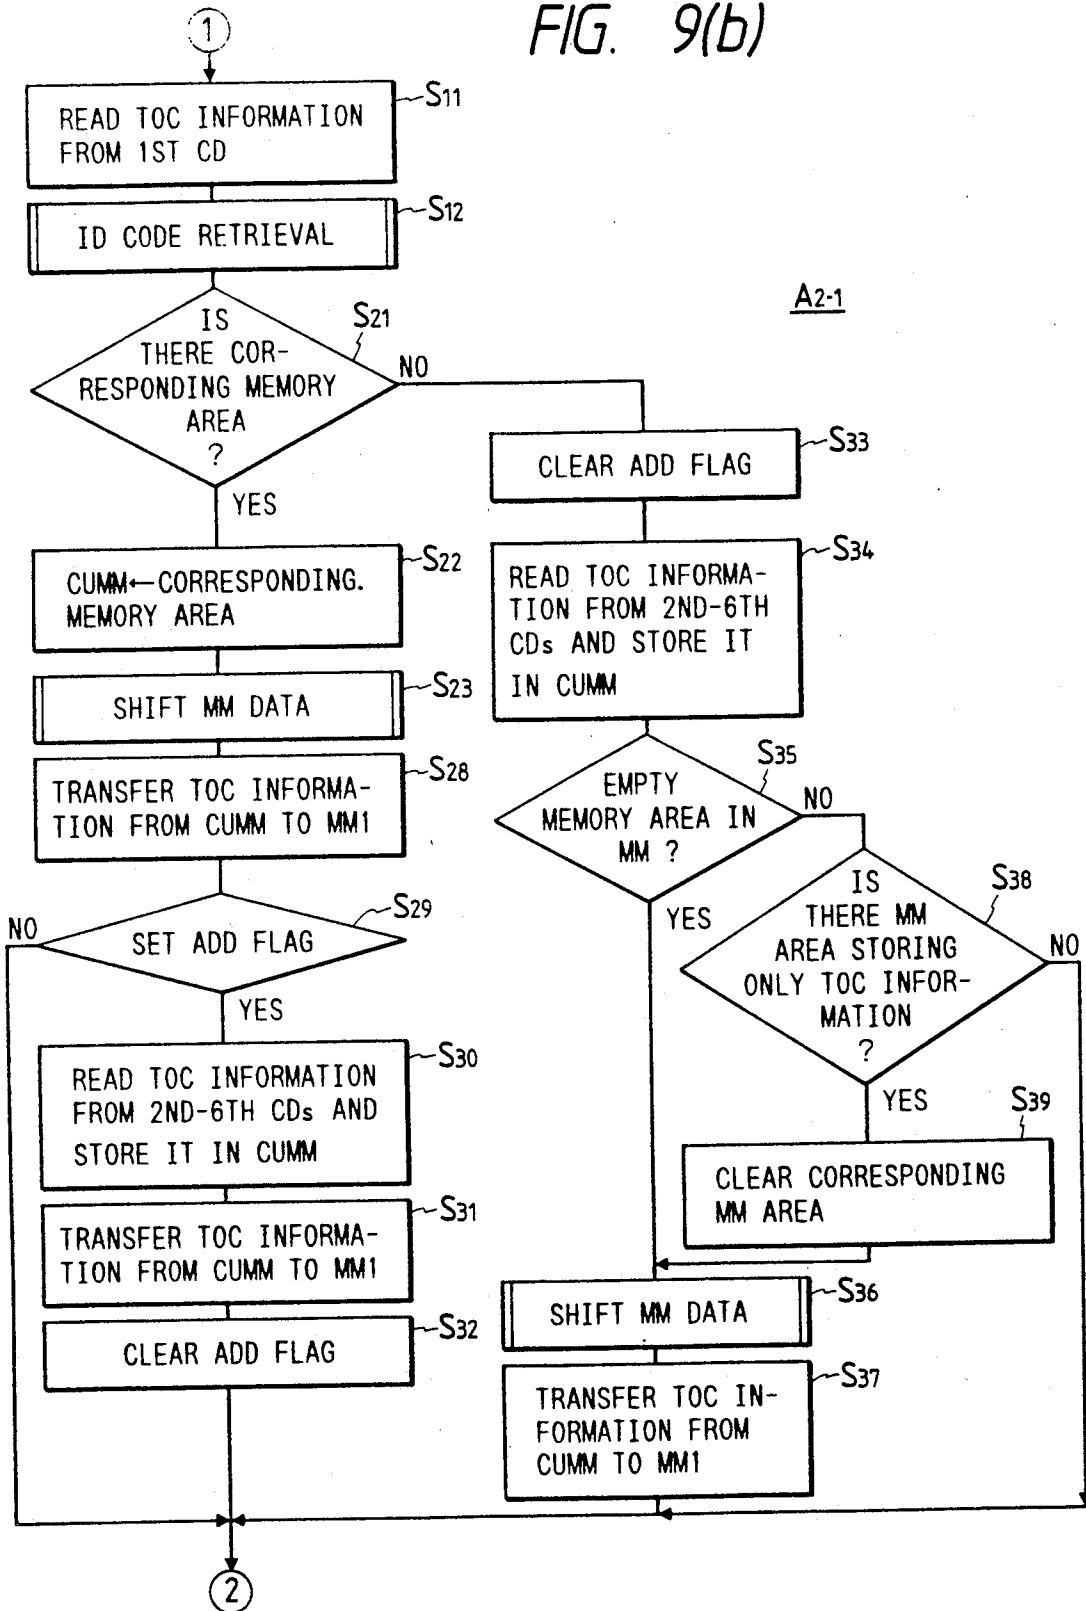 FIG. 9(b)
1
READ TOC INFORMATION
FROM 1ST CD
S11
ID CODE RETRIEVAL
S12
A2-1
IS
THERE COR-
RESPONDING MEMORY
AREA
?
S21
NO
YES
CUMM←CORRESPONDING.
MEMORY AREA
S22
SHIFT MM DATA
S23
TRANSFER TOC INFORMA-
TION FROM CUMM TO MM1
S28
SET ADD FLAG
S29
NO
YES
READ TOC INFORMATION
FROM 2ND-6TH CDs AND
STORE IT IN CUMM
S30
TRANSFER TOC INFORMA-
TION FROM CUMM TO MM1
S31
CLEAR ADD FLAG
S32
CLEAR ADD FLAG
S33
READ TOC INFORMA-
TION FROM 2ND-6TH
CDs AND STORE IT
IN CUMM
S34
EMPTY
MEMORY AREA IN
MM ?
S35
NO
YES
IS
THERE MM
AREA STORING
ONLY TOC INFOR-
MATION
?
S38
NO
YES
CLEAR CORRESPONDING
MM AREA
S39
SHIFT MM DATA
S36
TRANSFER TOC IN-
FORMATION FROM
CUMM TO MM1
S37
2